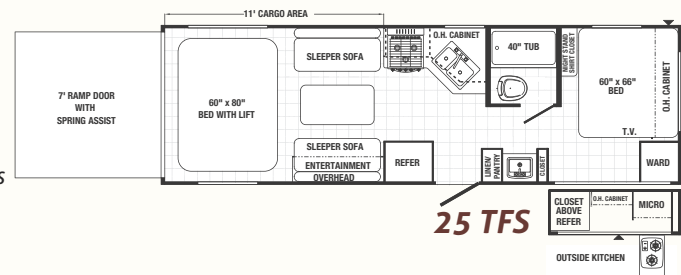 11' CARGO AREA
7' RAMP DOOR
WITH
SPRING ASSIST
S
60" x 80"
BED WITH LIFT
SLEEPER SOFA
SLEEPER SOFA
ENTERTAINMENT
OVERHEAD
O.H. CABINET
REFER
40" TUB
LINEN/
PANTRY
CLOSET
NIGHT STAND
SHIRT CLOSET
60" x 66"
BED
T.V.
O.H. CABINET
WARD
25 TFS
CLOSET
ABOVE
REFER
O.H. CABINET
MICRO
OUTSIDE KITCHEN